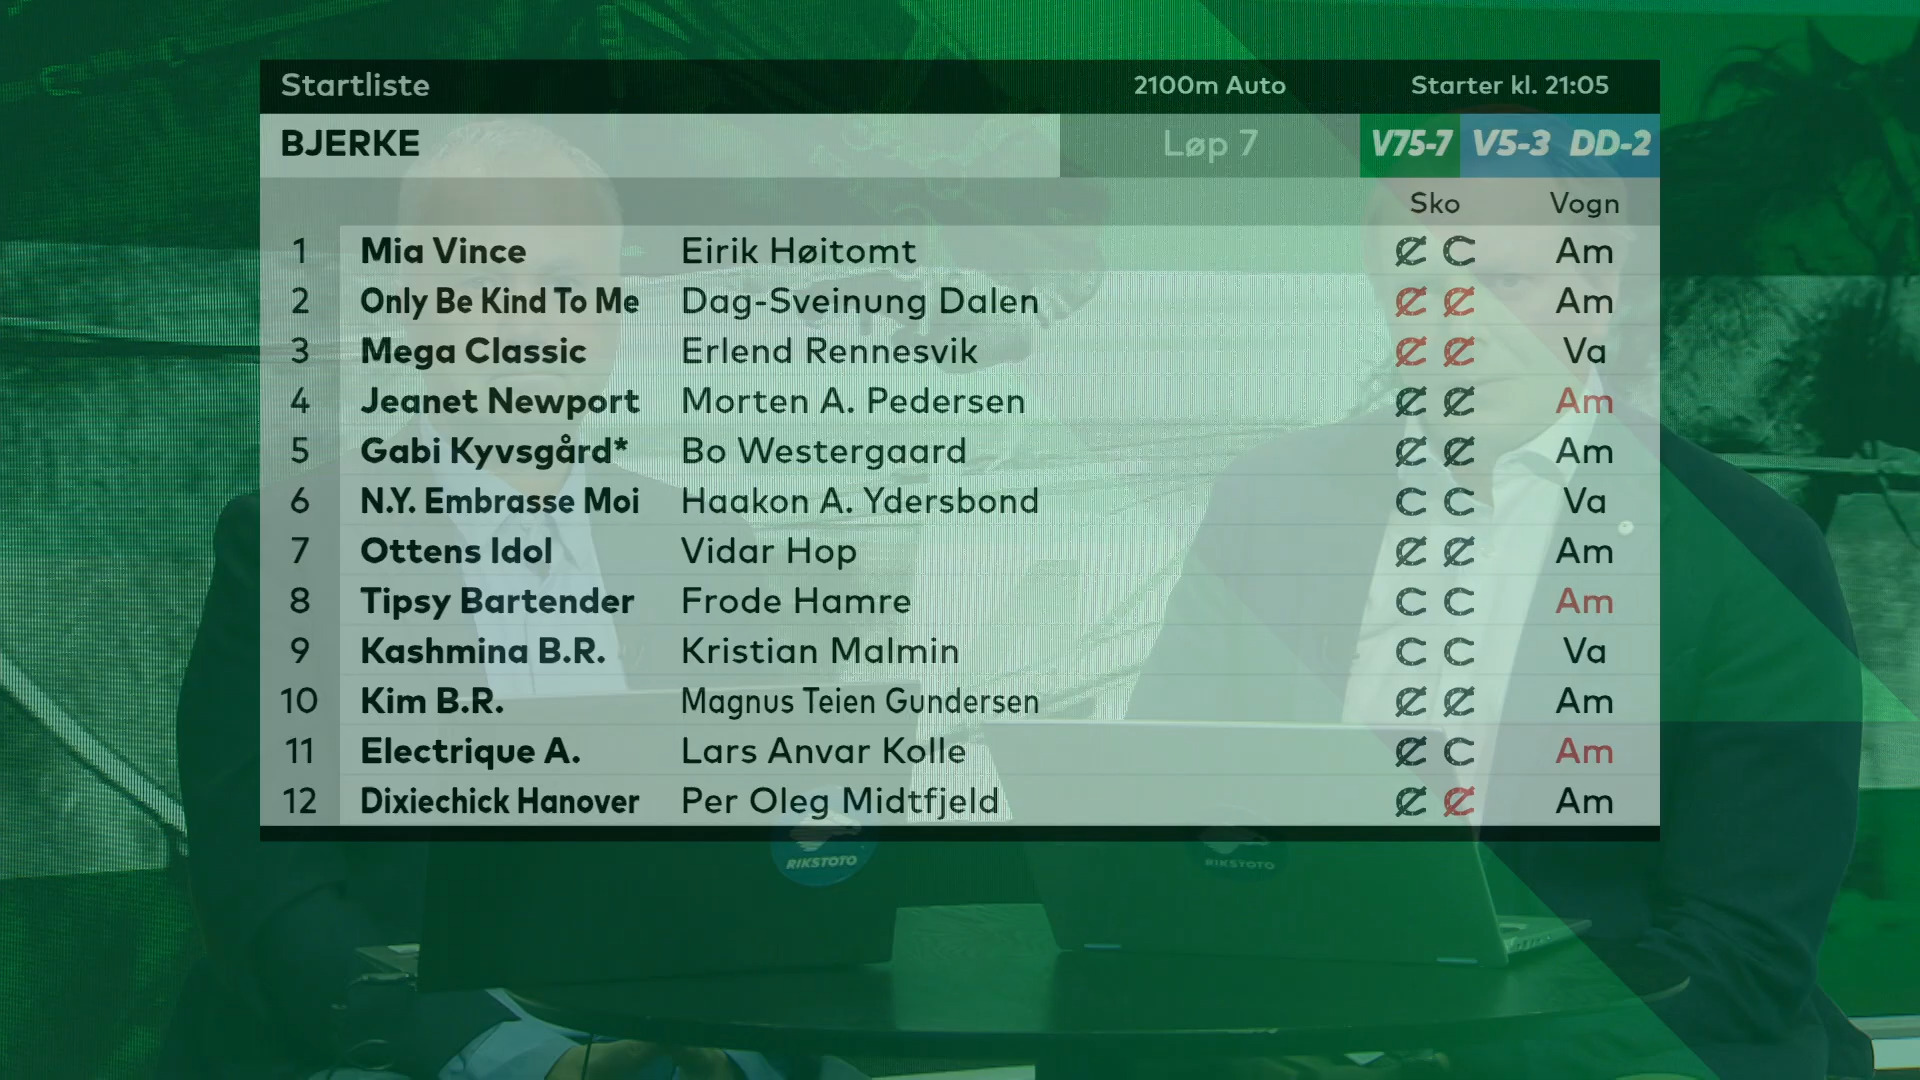 Startliste 2100m Auto Starter kl. 21:05
BJERKE Løp 7 V75-7 V5-3 DD-2
Sko Vogn
1 Mia Vince Eirik Høitomt Am
2 Only Be Kind To Me Dag-Sveinung Dalen Am
3 Mega Classic Erlend Rennesvik Va
4 Jeanet Newport Morten A. Pedersen Am
5 Gabi Kyvsgård* Bo Westergaard Am
6 N.Y. Embrasse Moi Haakon A. Ydersbond Va
7 Ottens Idol Vidar Hop Am
8 Tipsy Bartender Frode Hamre Am
9 Kashmina B.R. Kristian Malmin Va
10 Kim B.R. Magnus Teien Gundersen Am
11 Electrique A. Lars Anvar Kolle Am
12 Dixiechick Hanover Per Oleg Midtfjeld Am
RIKSTOTO RIKSTOTO